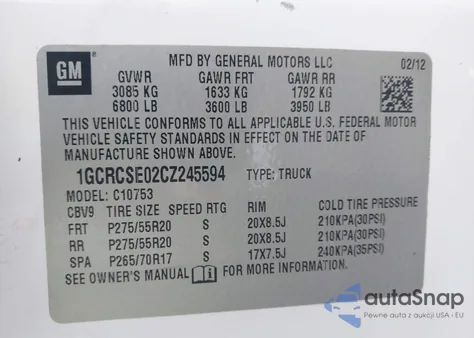 GM
MFD BY GENERAL MOTORS LLC 02/12
GVWR GAWR FRT GAWR RR
3085 KG 1633 KG 1792 KG
6800 LB 3600 LB 3950 LB
THIS VEHICLE CONFORMS TO ALL APPLICABLE U.S. FEDERAL MOTOR
VEHICLE SAFETY STANDARDS IN EFFECT ON THE DATE OF
MANUFACTURE SHOWN ABOVE.
1GCRCSE02CZ245594 TYPE: TRUCK
MODEL: C10753
CBV9 TIRE SIZE SPEED RTG RIM COLD TIRE PRESSURE
FRT P275/55R20 S 20X8.5J 210KPA(30PSI)
RR P275/55R20 S 20X8.5J 210KPA(30PSI)
SPA P265/70R17 S 17X7.5J 240KPA(35PSI)
SEE OWNER'S MANUAL FOR MORE INFORMATION.
autaSnap
Pewne auta z aukcji USA i EU